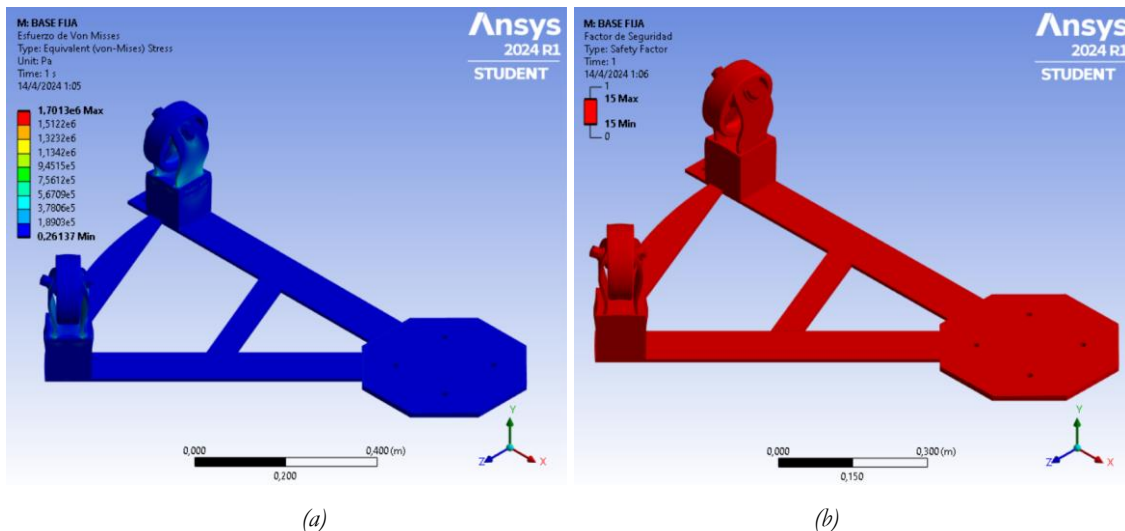 M: BASE FIJA
Esfuerzo de Von Misses
Type: Equivalent (von-Mises) Stress
Unit: Pa
Time: 1 s
14/4/2024 1:05
1,7013e6 Max
1,5122e6
1,3232e6
1,1342e6
9,4515e5
7,5612e5
5,6709e5
3,7806e5
1,8903e5
0,26137 Min
Ansys
2024 R1
STUDENT
0,000
0,400 (m)
0,200
Y
Z
X
(a)
M: BASE FIJA
Factor de Seguridad
Type: Safety Factor
Time: 1
14/4/2024 1:06
1
15 Max
15 Min
0
Ansys
2024 R1
STUDENT
0,000
0,300 (m)
0,150
Y
Z
X
(b)